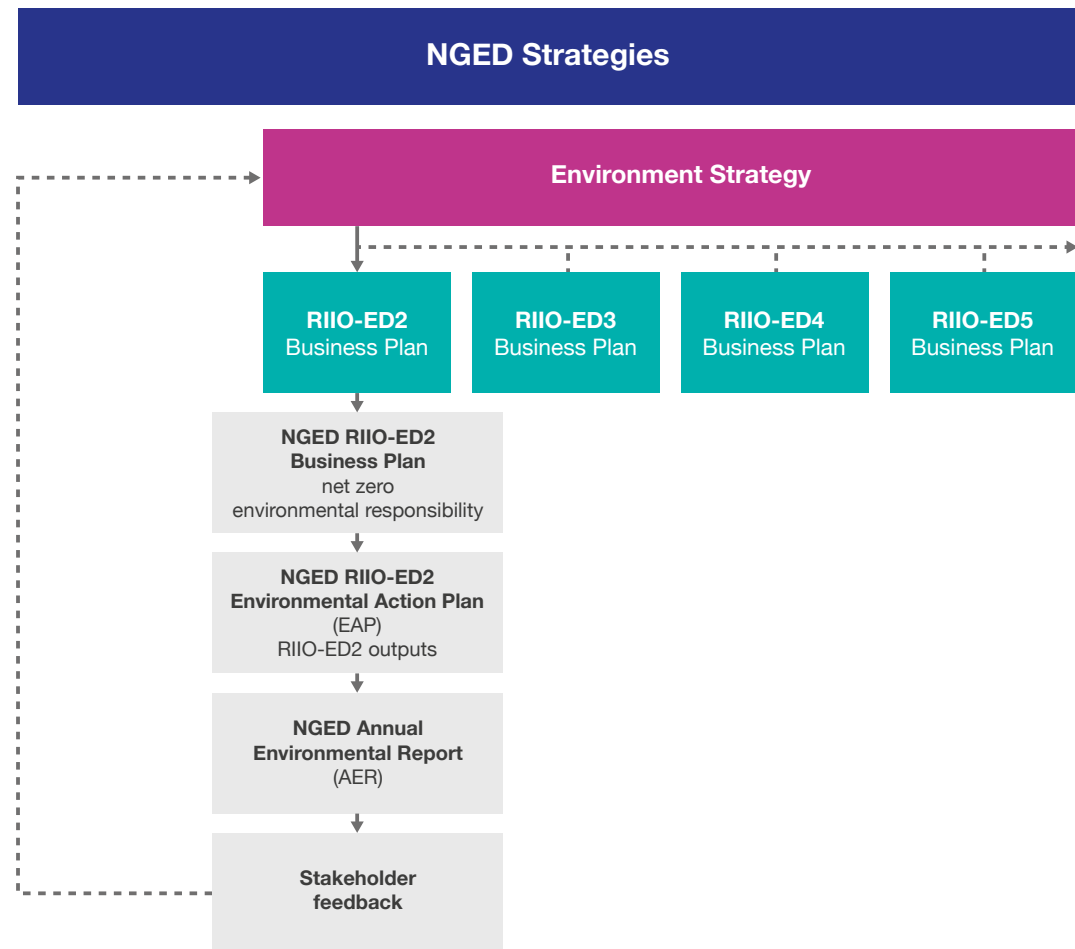 NGED Strategies
Environment Strategy
RIIO-ED2
Business Plan
RIIO-ED3
Business Plan
RIIO-ED4
Business Plan
RIIO-ED5
Business Plan
NGED RIIO-ED2
Business Plan
net zero
environmental responsibility
NGED RIIO-ED2
Environmental Action Plan
(EAP)
RIIO-ED2 outputs
NGED Annual
Environmental Report
(AER)
Stakeholder
feedback